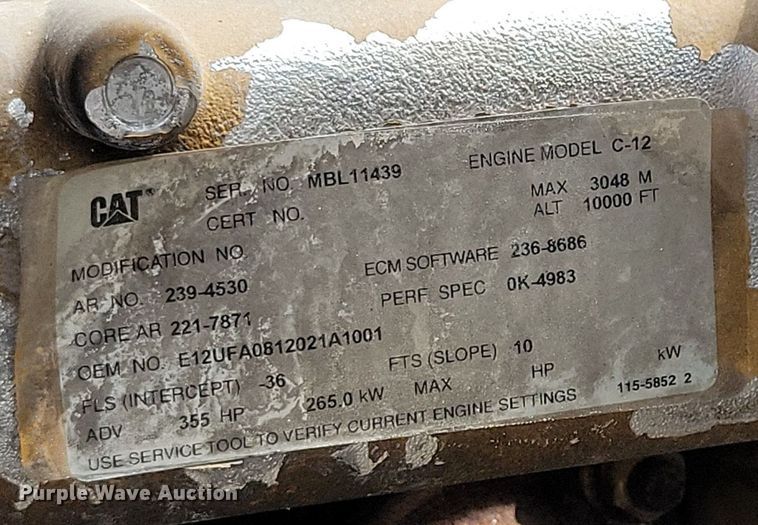 CAT® SER. NO. MBL11439 ENGINE MODEL C-12
CERT NO. MAX 3048 M
ALT 10000 FT
MODIFICATION NO.
AR NO. 239-4530 ECM SOFTWARE 236-8686
CORE AR 221-7871 PERF SPEC 0K-4983
OEM NO. E12UFA0812021A1001
FLS (INTERCEPT) -36 FTS (SLOPE) 10
ADV 355 HP 265.0 kW MAX HP kW
USE SERVICE TOOL TO VERIFY CURRENT ENGINE SETTINGS 115-5852 2
Purple Wave Auction